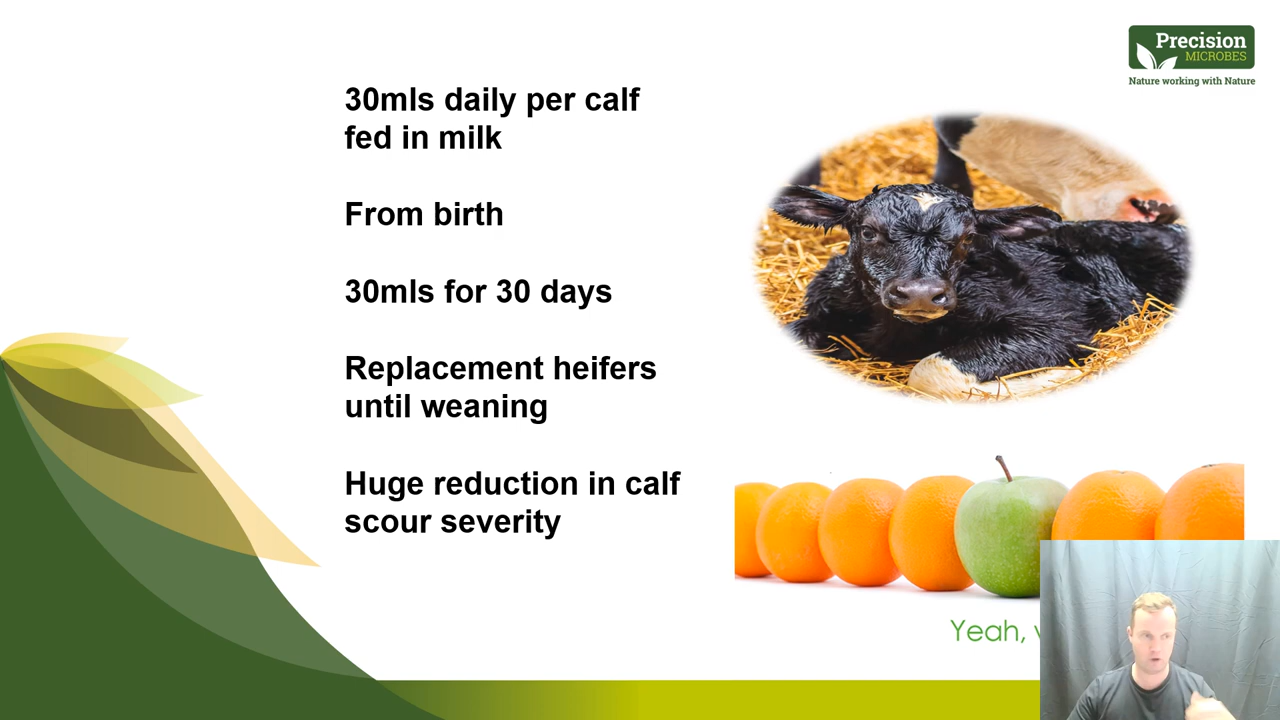 Precision
MICROBES
Nature working with Nature
30mls daily per calf
fed in milk
From birth
30mls for 30 days
Replacement heifers
until weaning
Huge reduction in calf
scour severity
Yeah,